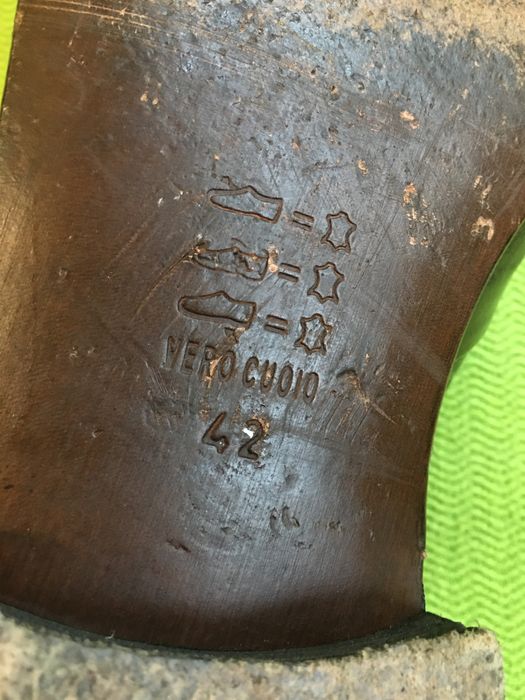 =
=
=
VERO CUOIO
42